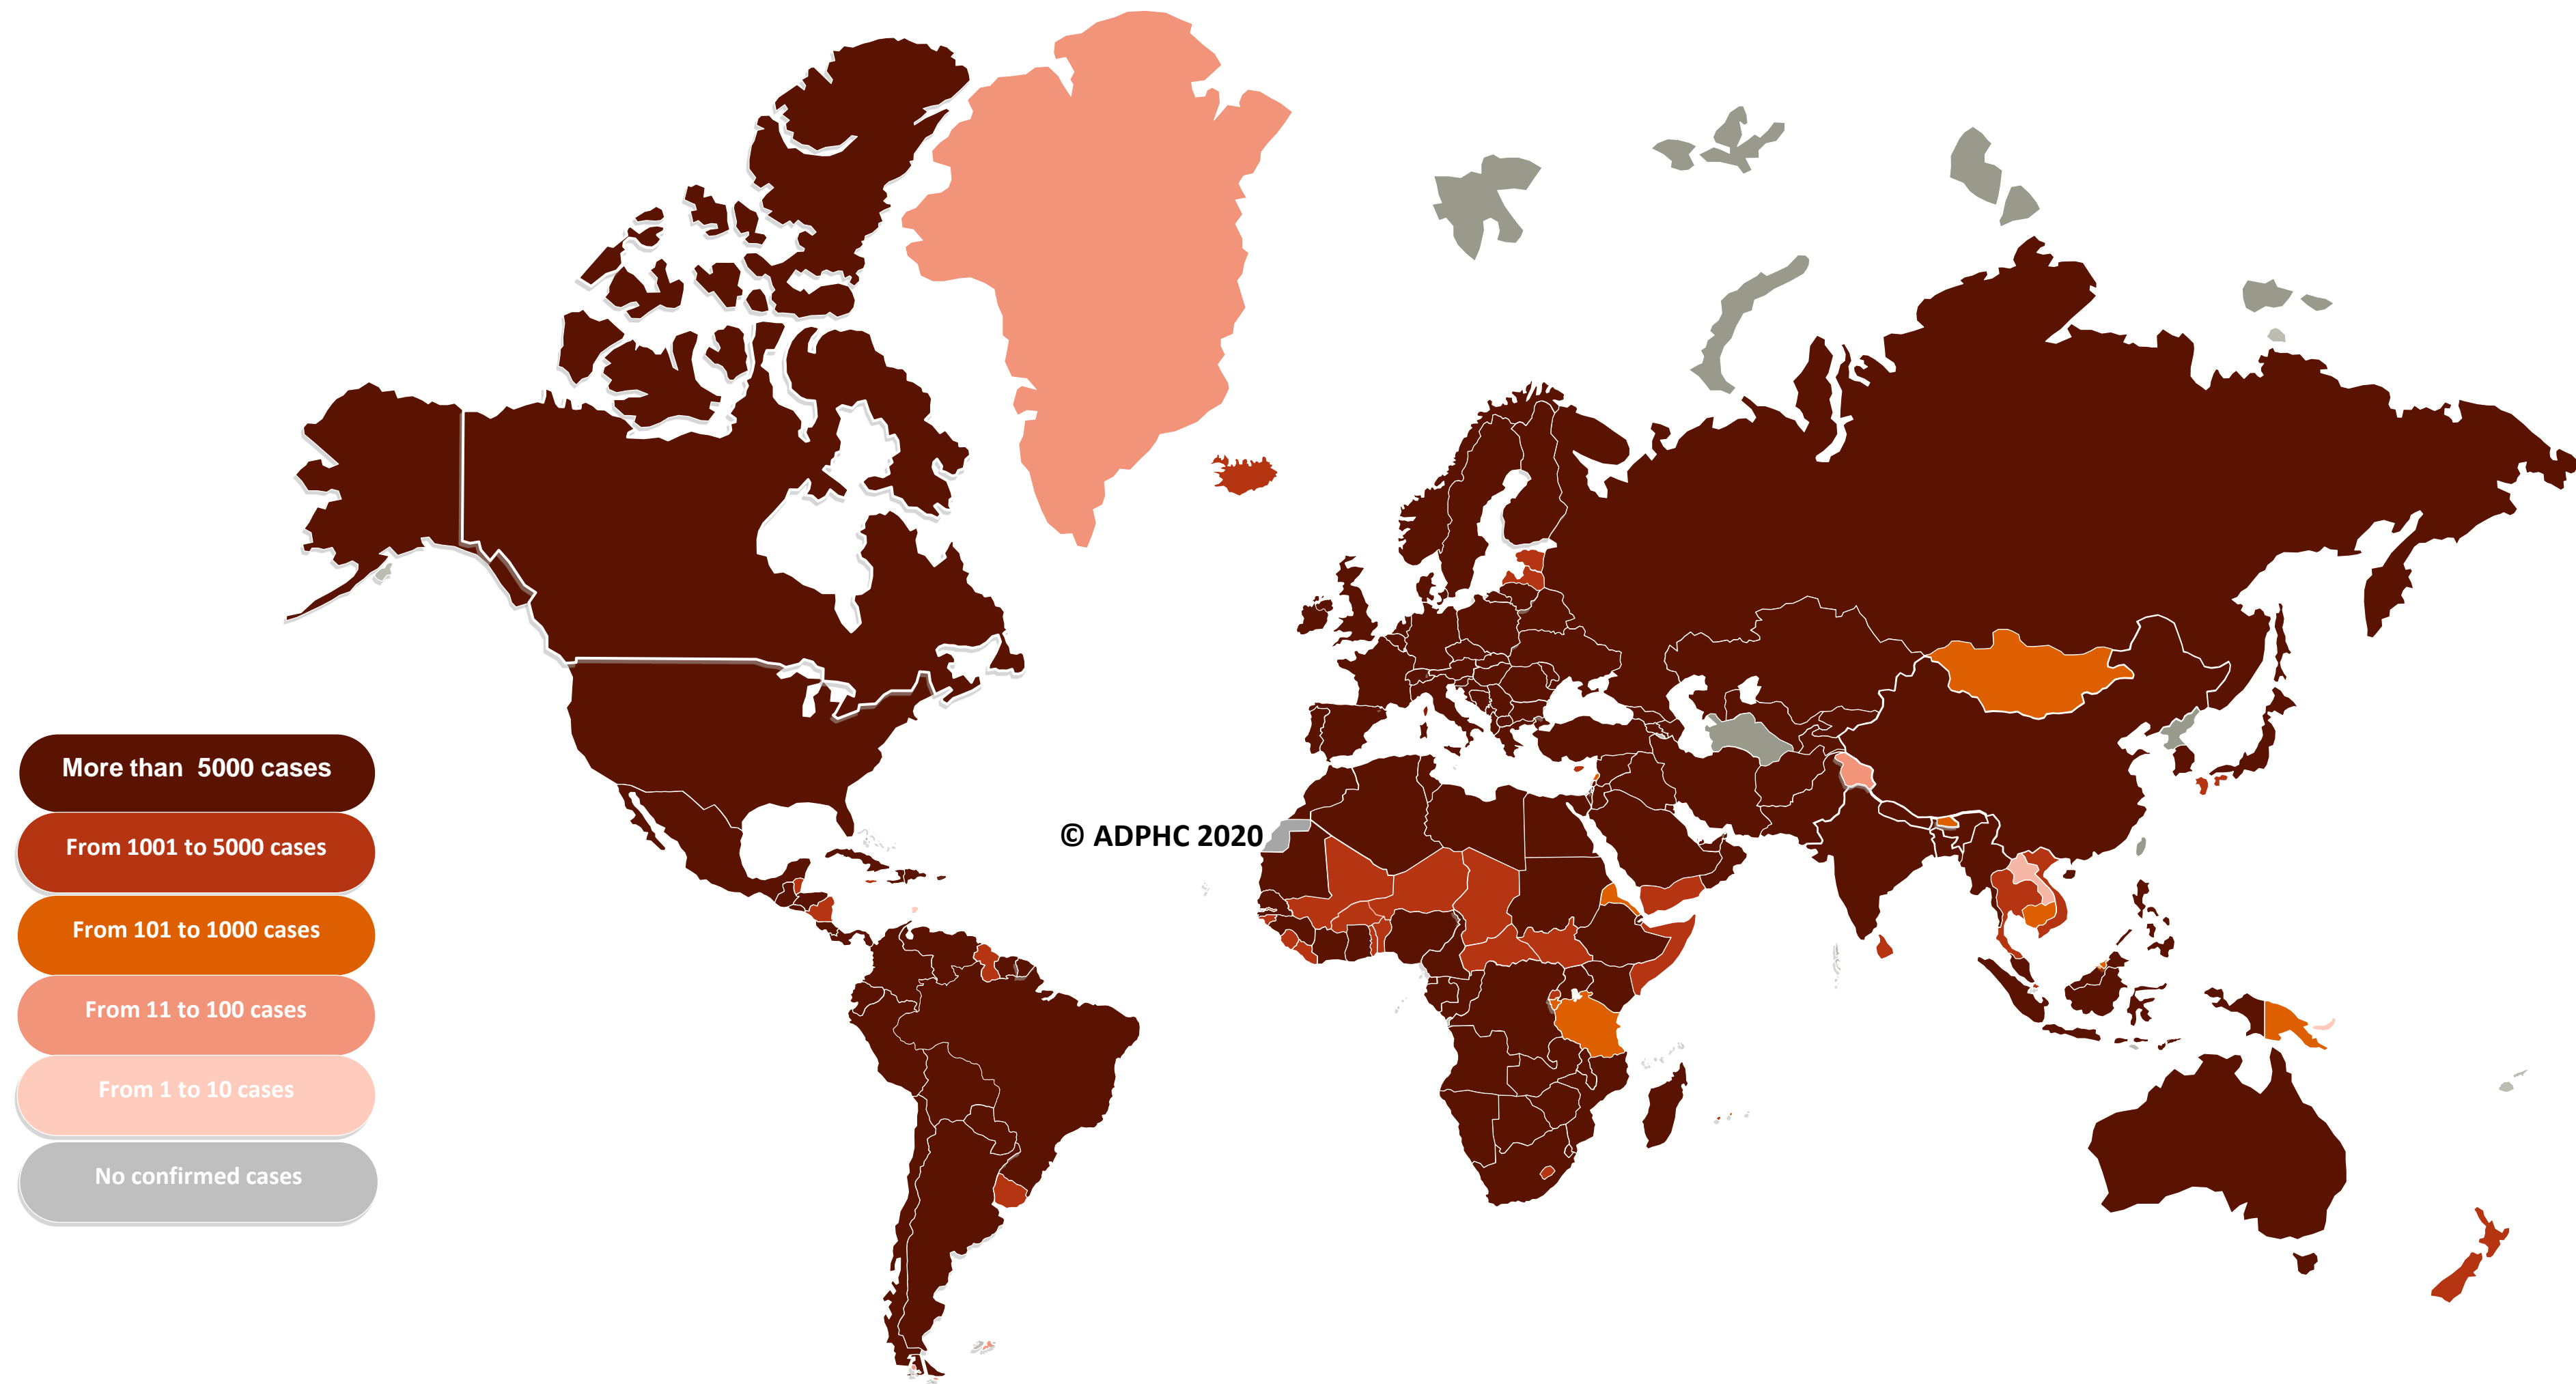 More than  5000 cases
From 1001 to 5000 cases
© ADPHC 2020
From 101 to 1000 cases
From 11 to 100 cases
From 1 to 10 cases
No confirmed cases